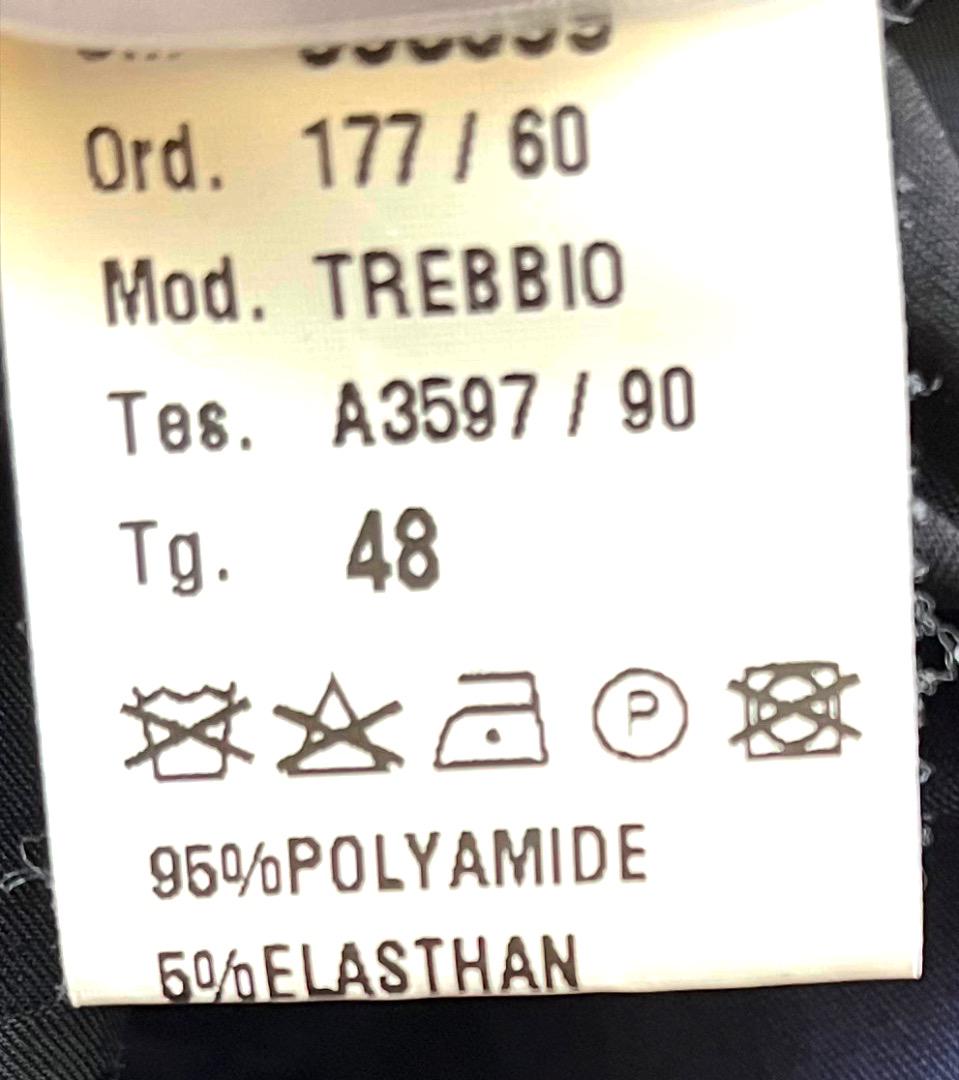 Ord. 177 / 60
Mod. TREBBIO
Tes. A3597 / 90
Tg. 48
P
95%POLYAMIDE
5%ELASTHAN